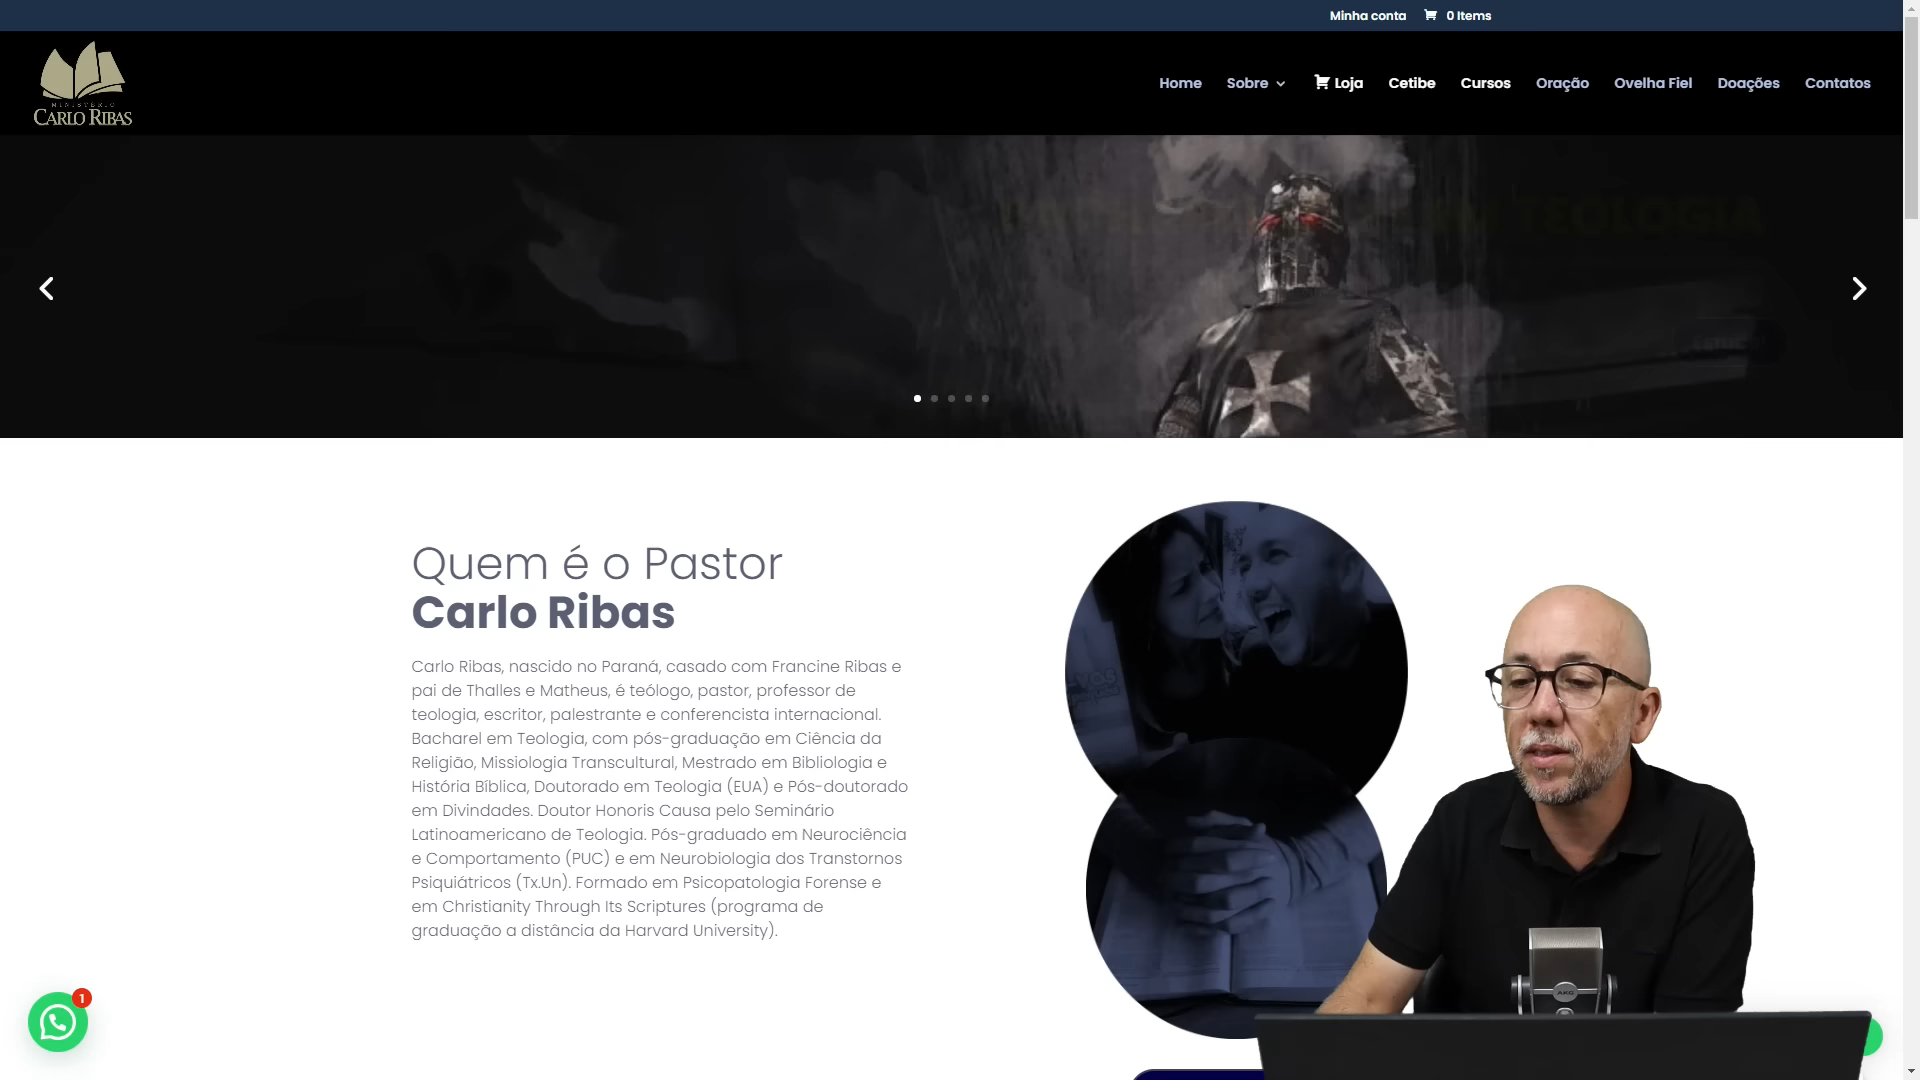 Minha conta 0 Items
MINISTÉRIO
CARLO RIBAS
Home Sobre Loja Cetibe Cursos Oração Ovelha Fiel Doações Contatos
EM TEOLOGIA
Quem é o Pastor
Carlo Ribas
Carlo Ribas, nascido no Paraná, casado com Francine Ribas e
pai de Thalles e Matheus, é teólogo, pastor, professor de
teologia, escritor, palestrante e conferencista internacional.
Bacharel em Teologia, com pós-graduação em Ciência da
Religião, Missiologia Transcultural, Mestrado em Bibliologia e
História Bíblica, Doutorado em Teologia (EUA) e Pós-doutorado
em Divindades. Doutor Honoris Causa pelo Seminário
Latinoamericano de Teologia. Pós-graduado em Neurociência
e Comportamento (PUC) e em Neurobiologia dos Transtornos
Psiquiátricos (Tx.Un). Formado em Psicopatologia Forense e
em Christianity Through Its Scriptures (programa de
graduação a distância da Harvard University).
AKG
1